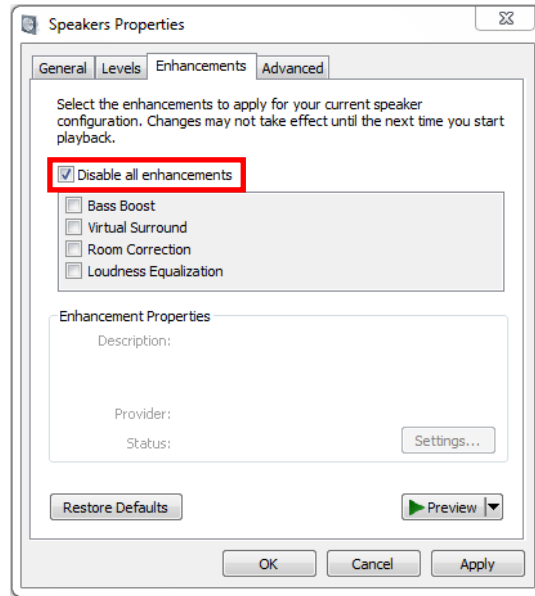 Speakers Properties
General Levels Enhancements Advanced
Select the enhancements to apply for your current speaker
configuration. Changes may not take effect until the next time you start
playback.
Disable all enhancements
Bass Boost
Virtual Surround
Room Correction
Loudness Equalization
Enhancement Properties
Description:
Provider:
Status:
Settings...
Restore Defaults
Preview
OK Cancel Apply